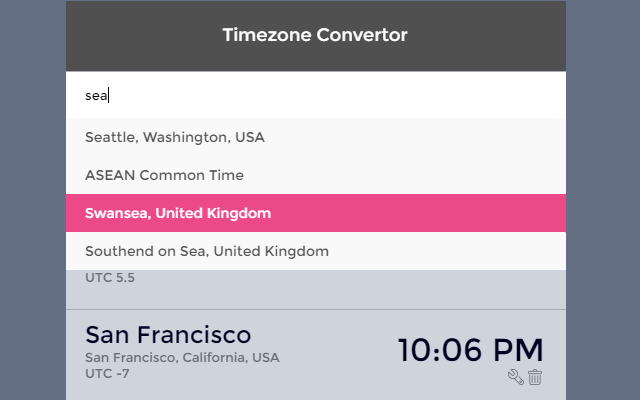 Timezone Convertor
sea
Seattle, Washington, USA
ASEAN Common Time
Swansea, United Kingdom
Southend on Sea, United Kingdom
UTC 5.5
San Francisco
San Francisco, California, USA
UTC -7
10:06 PM